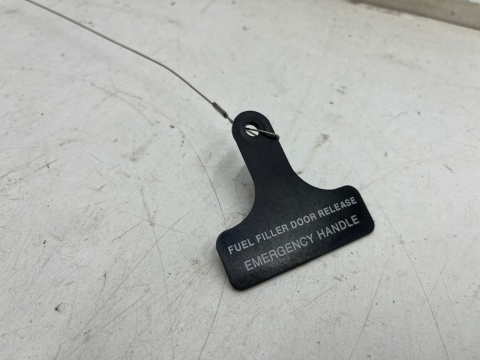 FUEL FILLER DOOR RELEASE
EMERGENCY HANDLE